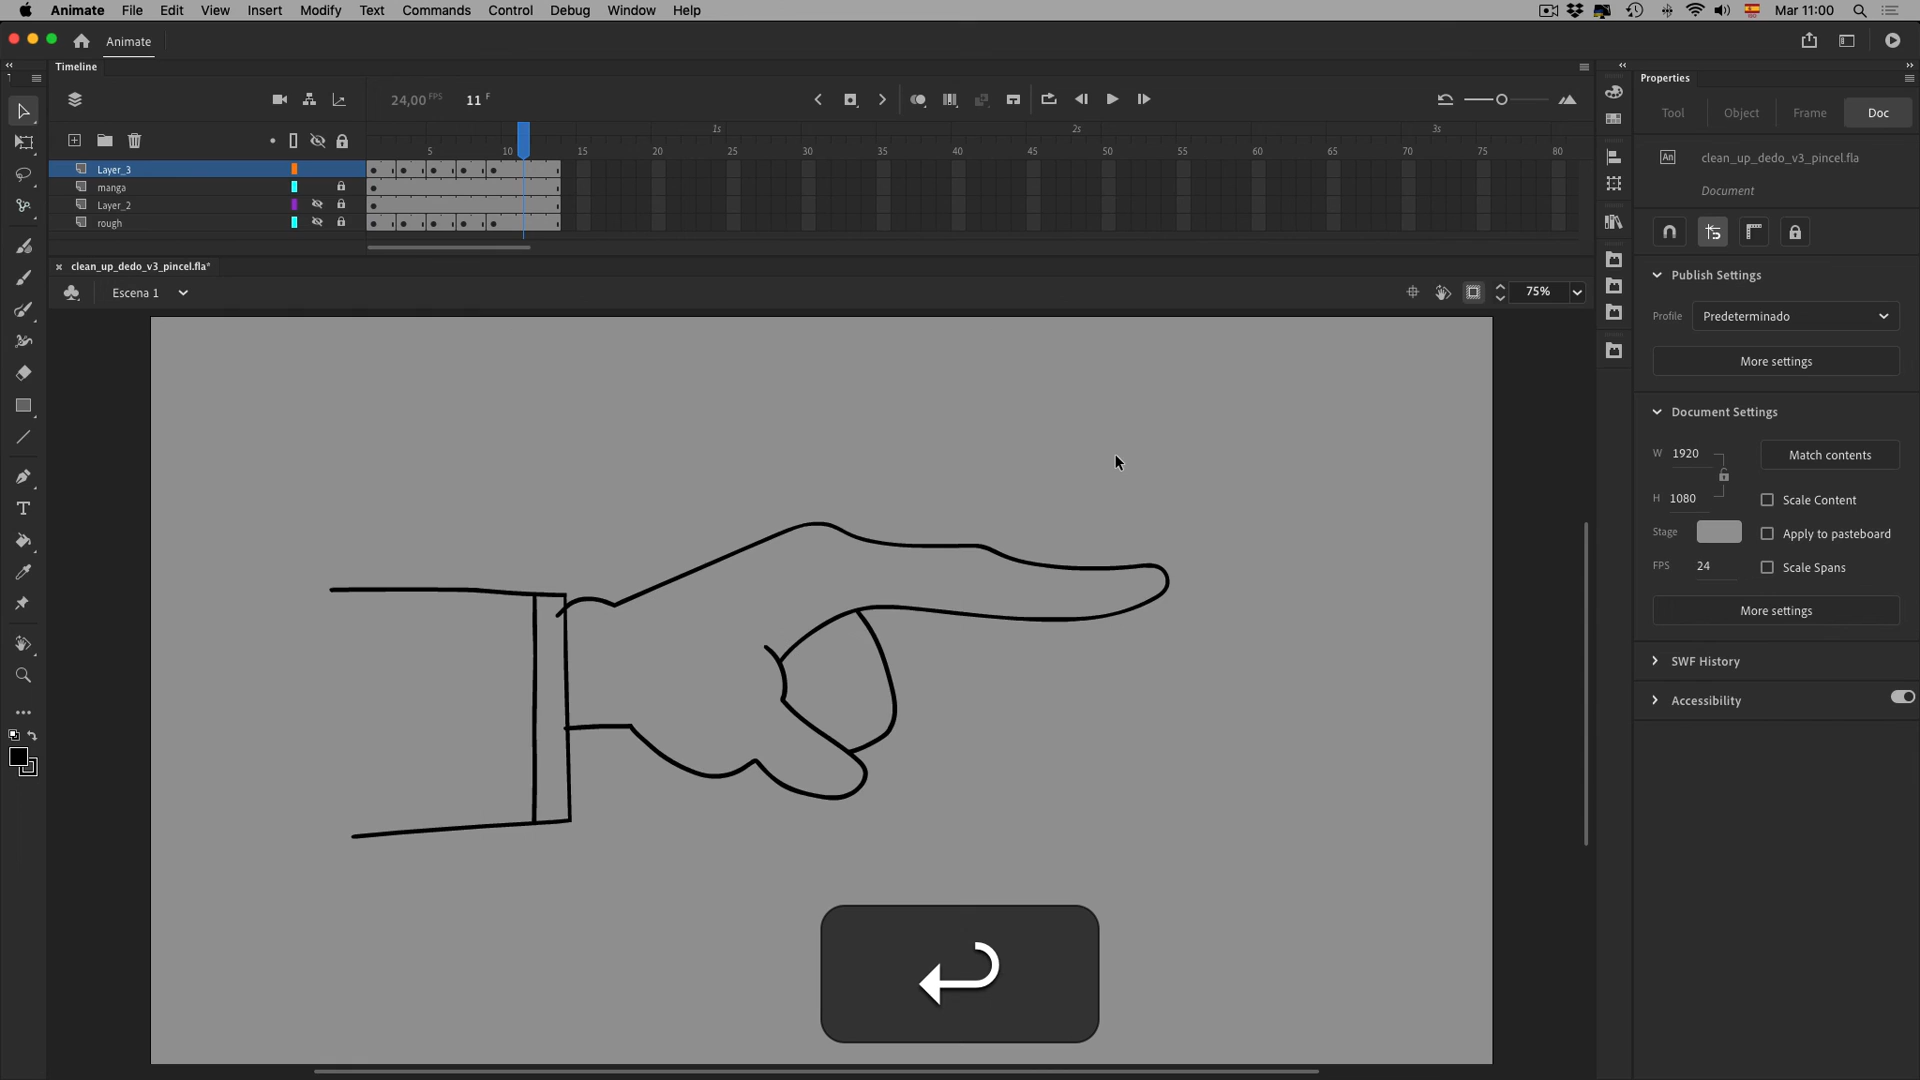 Animate File Edit View Insert Modify Text Commands Control Debug Window Help Mar 11:00
Animate
Timeline
Properties
24,00 FPS 11 F
Tool Object Frame Doc
1s 2s 3s
5 10 15 20 25 30 35 40 45 50 55 60 65 70 75 80
Layer_3
manga
Layer_2
rough
An clean_up_dedo_v3_pincel.fla
Document
clean_up_dedo_v3_pincel.fla*
Escena 1 75%
Publish Settings
Profile Predeterminado
More settings
Document Settings
W 1920 Match contents
H 1080 Scale Content
Stage Apply to pasteboard
FPS 24 Scale Spans
More settings
SWF History
Accessibility